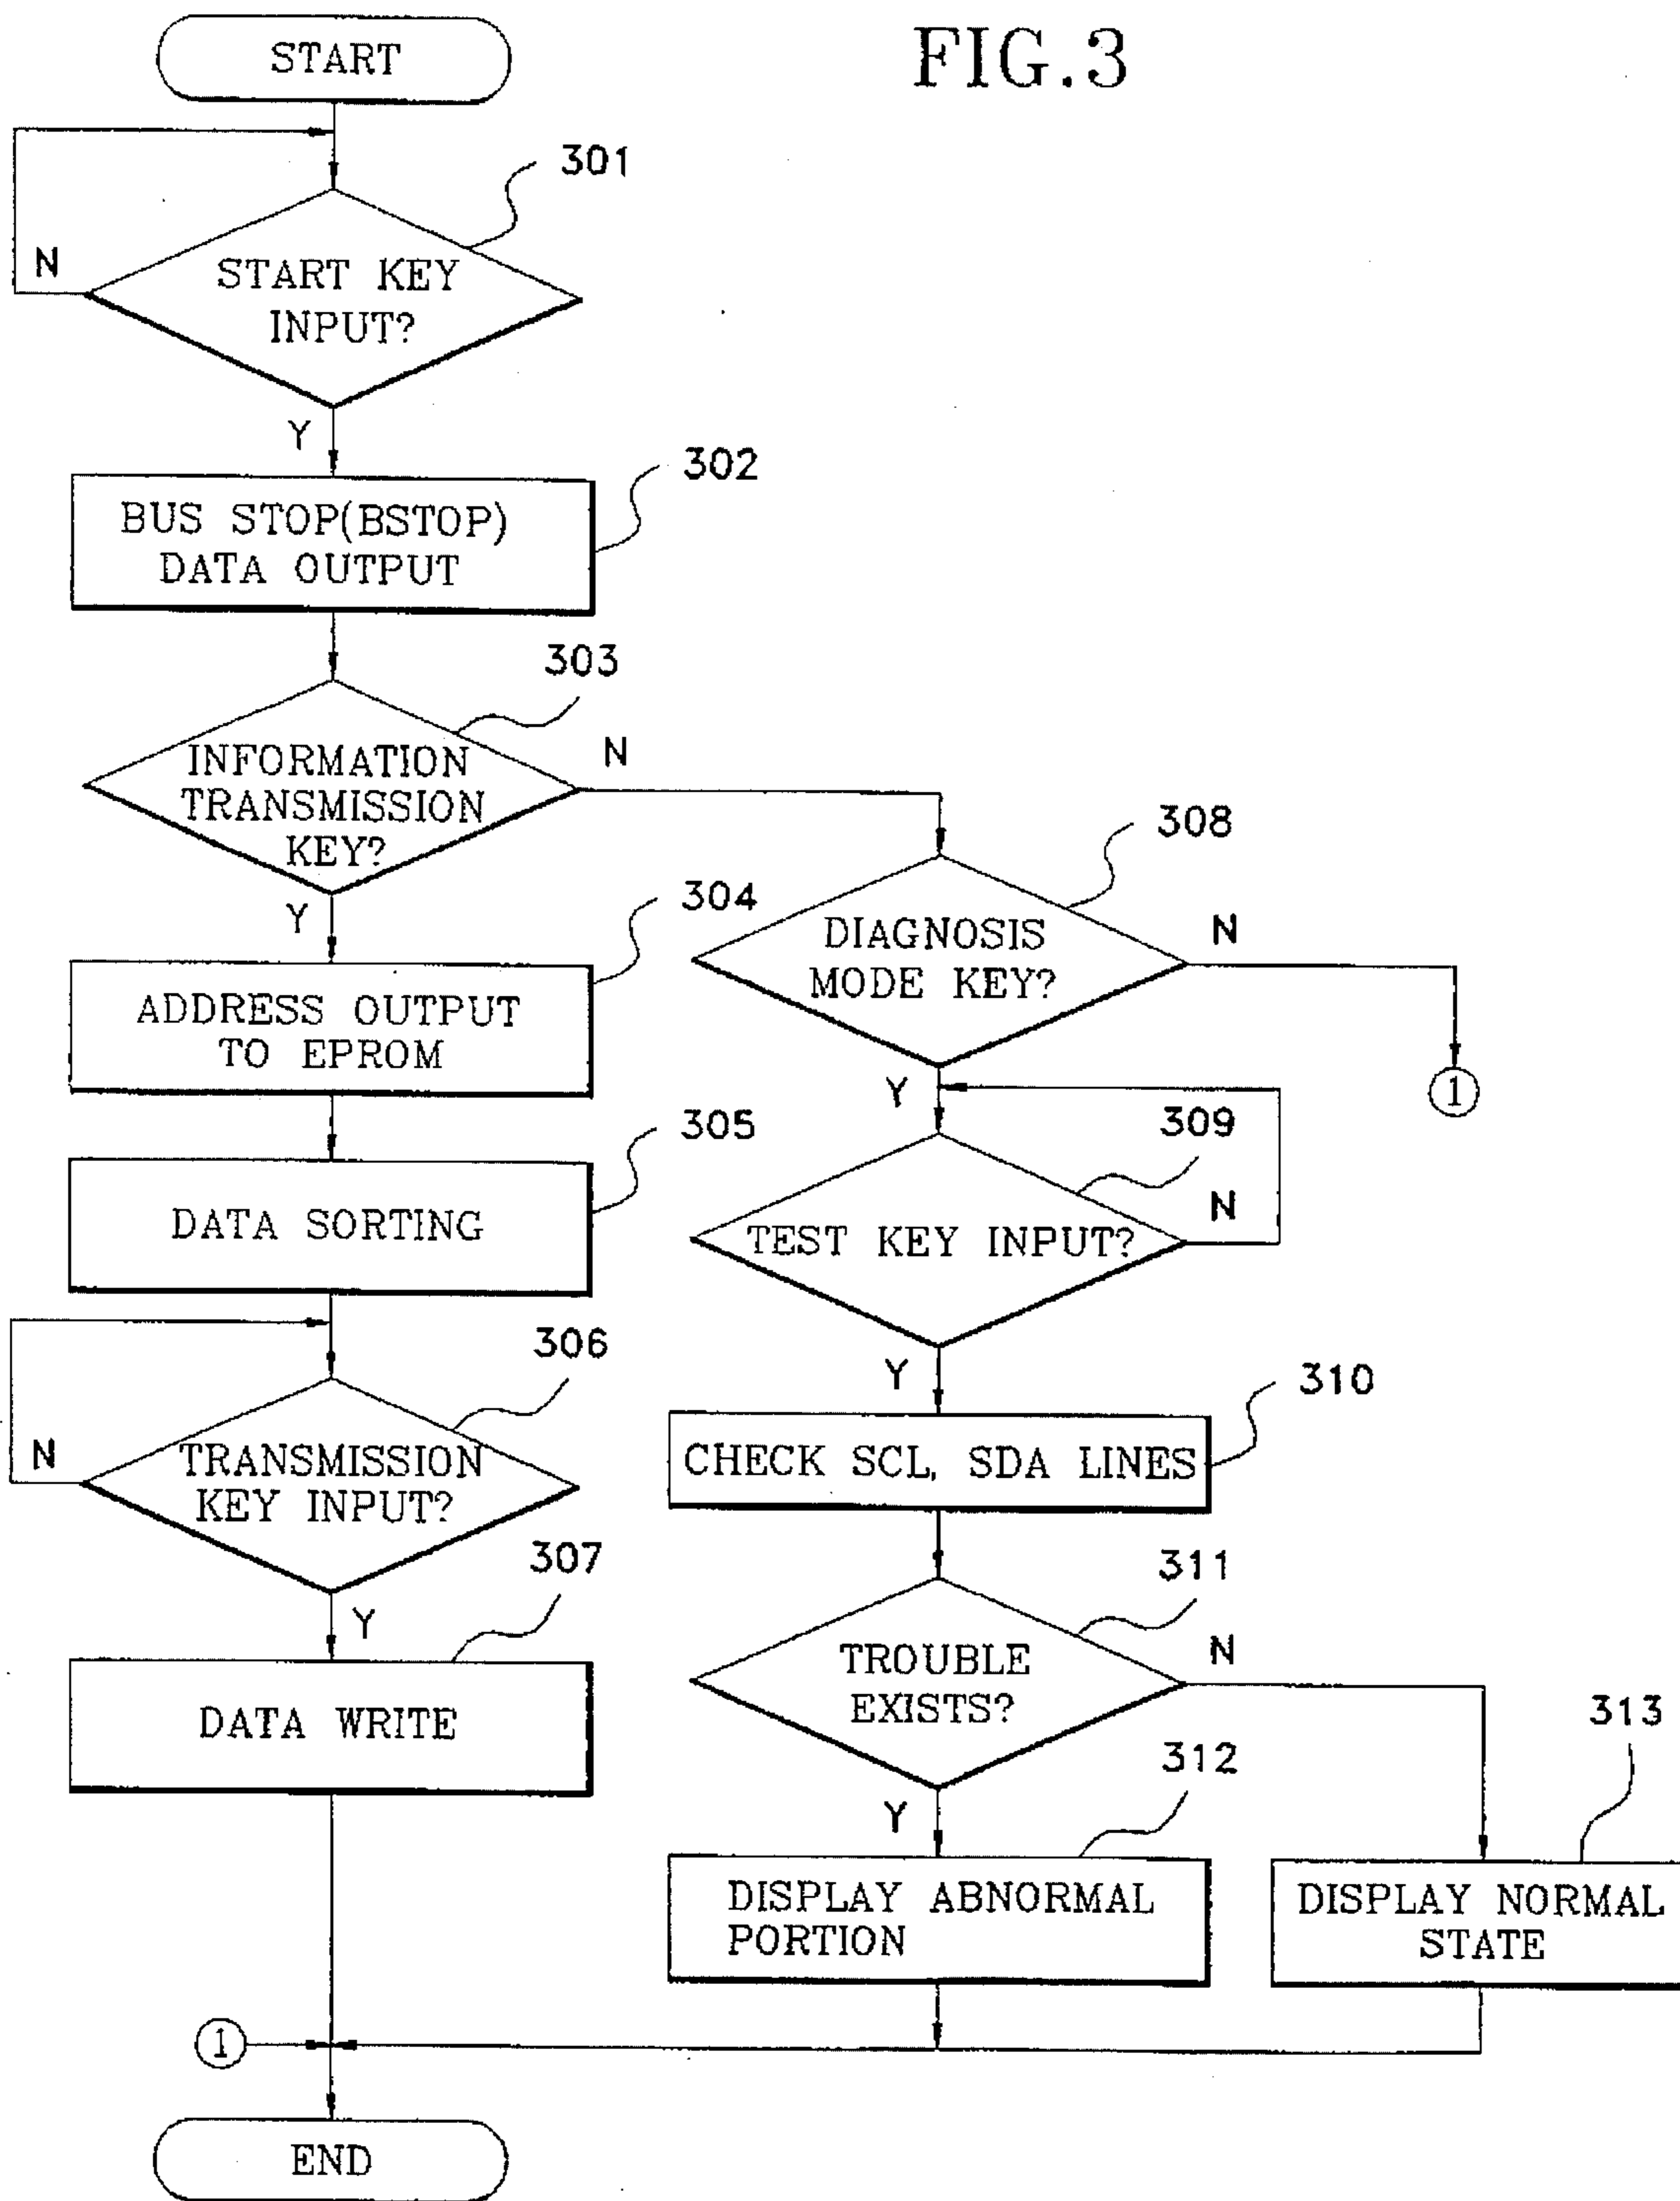 FIG.3
START
301
N
START KEY
INPUT?
Y
302
BUS STOP(BSTOP)
DATA OUTPUT
303
INFORMATION
TRANSMISSION
KEY?
N
Y
304
ADDRESS OUTPUT
TO EPROM
305
DATA SORTING
306
N
TRANSMISSION
KEY INPUT?
307
Y
DATA WRITE
308
DIAGNOSIS
MODE KEY?
N
1
Y
309
TEST KEY INPUT?
N
Y
310
CHECK SCL, SDA LINES
311
TROUBLE
EXISTS?
N
Y
312
DISPLAY ABNORMAL
PORTION
313
DISPLAY NORMAL
STATE
1
END